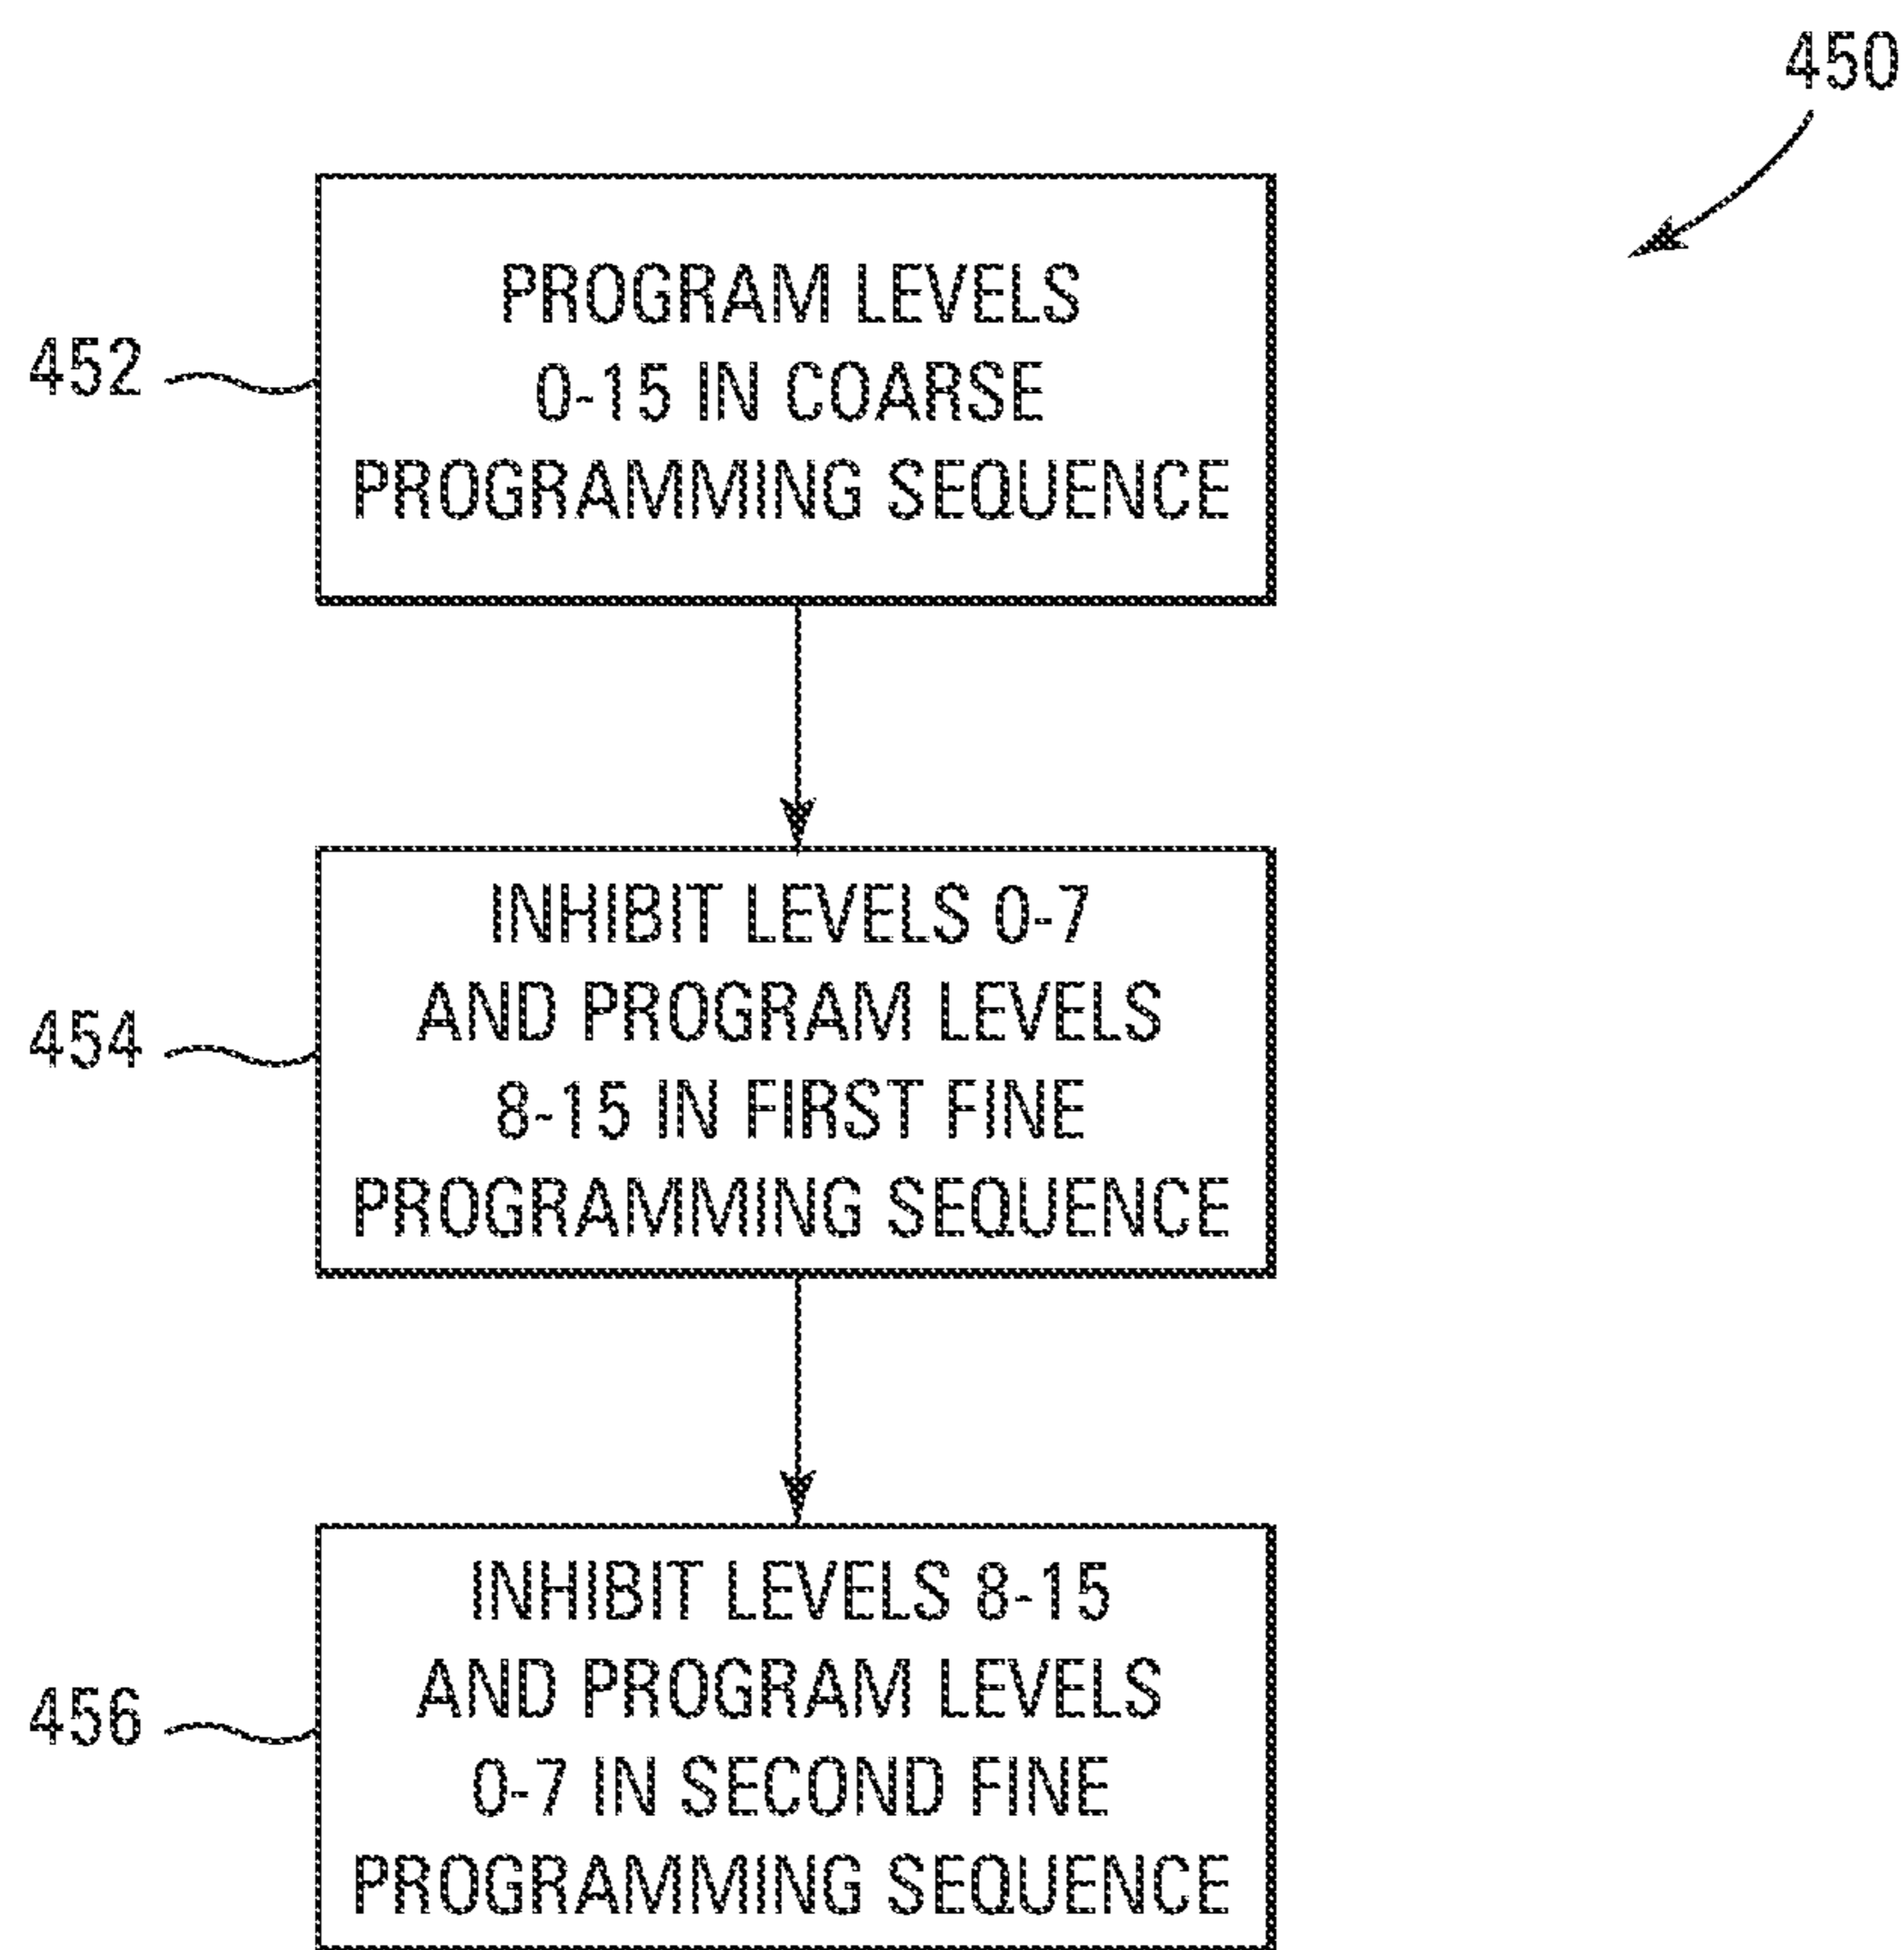 450
452
PROGRAM LEVELS
0-15 IN COARSE
PROGRAMMING SEQUENCE
454
INHIBIT LEVELS 0-7
AND PROGRAM LEVELS
8-15 IN FIRST FINE
PROGRAMMING SEQUENCE
456
INHIBIT LEVELS 8-15
AND PROGRAM LEVELS
0-7 IN SECOND FINE
PROGRAMMING SEQUENCE